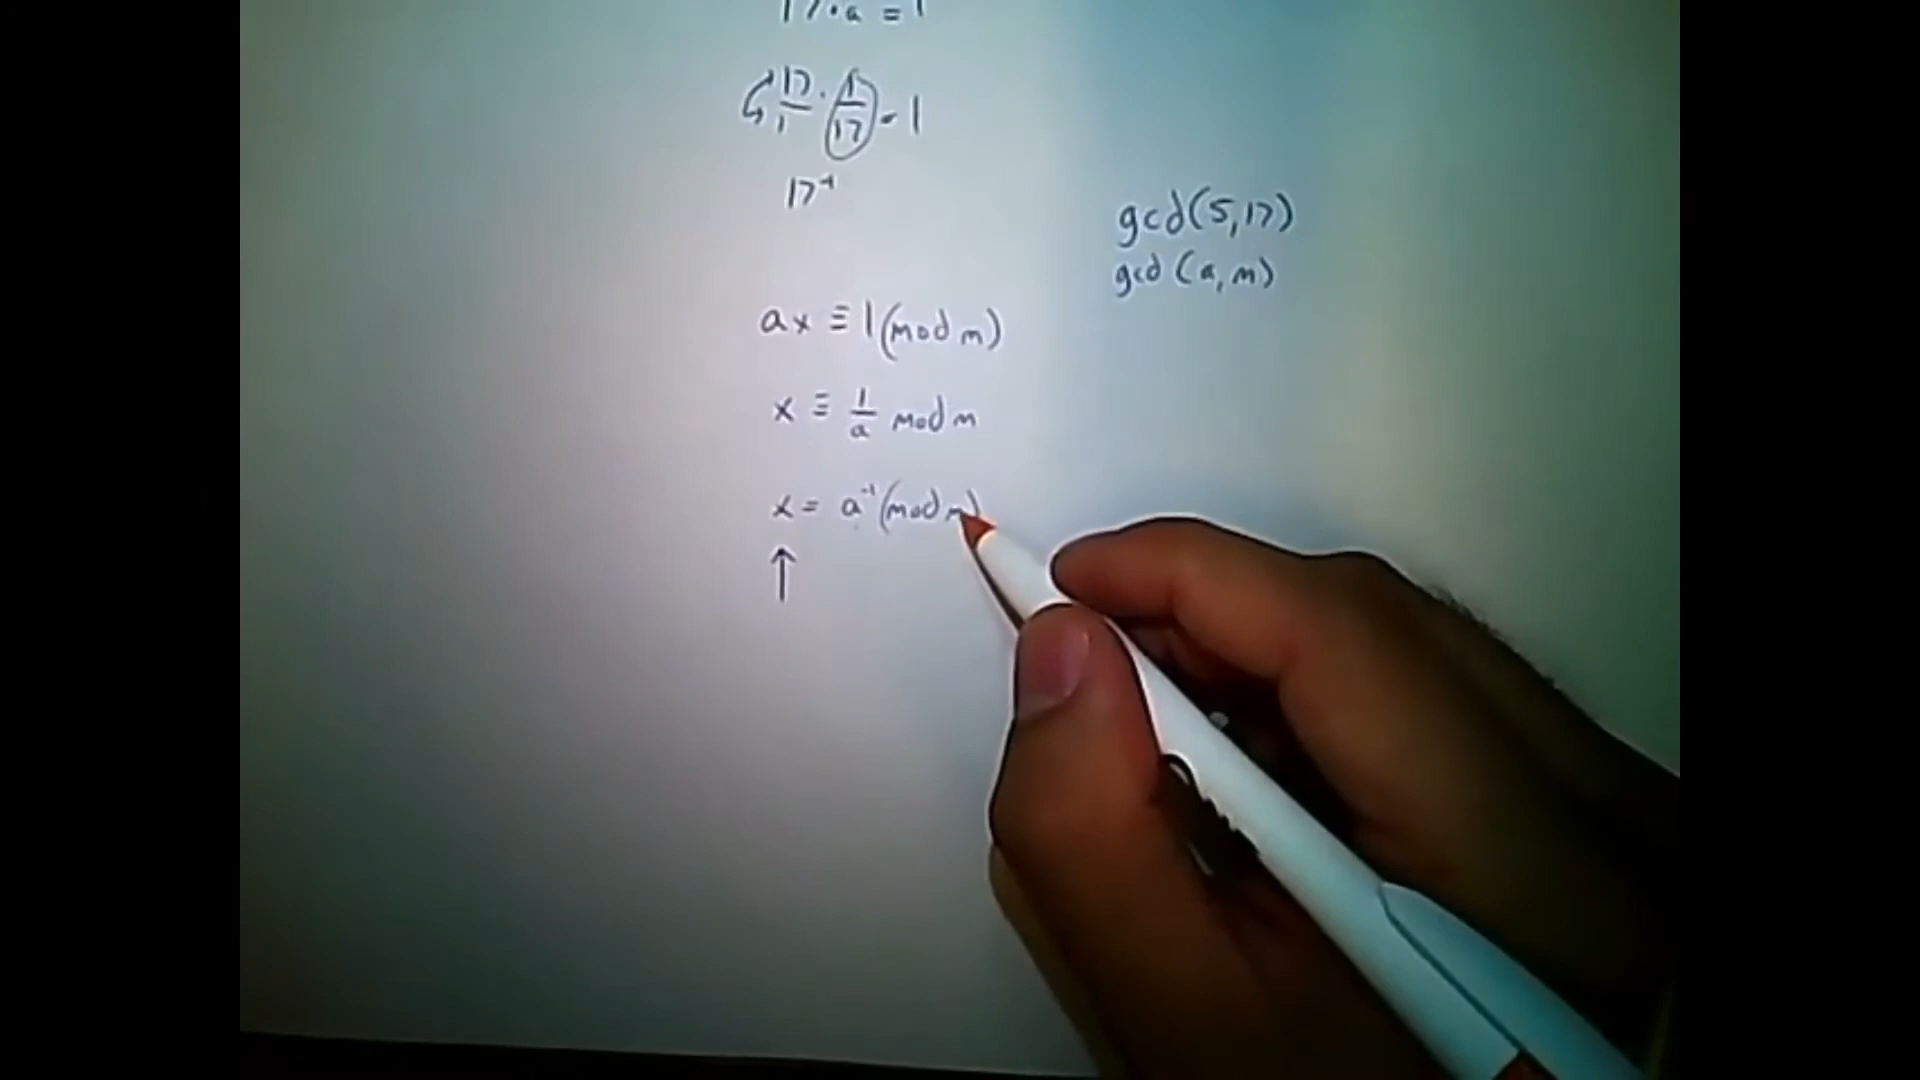 17·a = 1
17/1 · 1/17 = 1
17⁻¹
gcd(5,17)
gcd(a,m)
ax ≡ 1(mod m)
x ≡ 1/a mod m
x = a⁻¹(mod m)